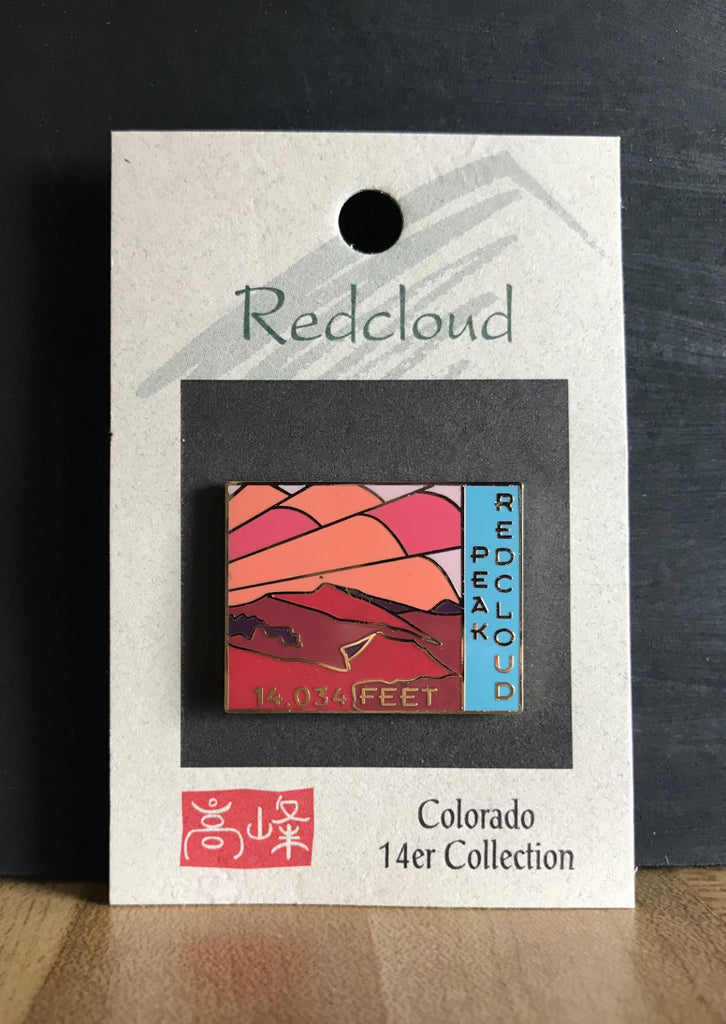 Redcloud
REDCLOUD
PEAK
14.034 FEET
高峰
Colorado
14er Collection